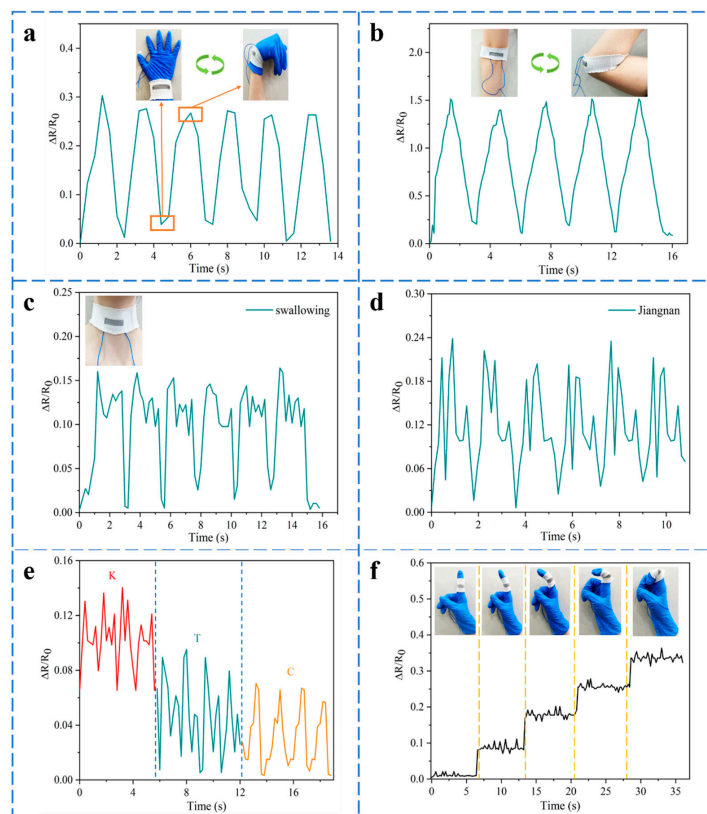 a
0.4
0.3
0.2
0.1
0.0
ΔR/R0
0 2 4 6 8 10 12 14
Time (s)
b
2.0
1.5
1.0
0.5
0.0
ΔR/R0
0 4 8 12 16
Time (s)
c
swallowing
0.25
0.20
0.15
0.10
0.05
0.00
ΔR/R0
0 2 4 6 8 10 12 14 16
Time (s)
d
Jiangnan
0.30
0.24
0.18
0.12
0.06
0.00
ΔR/R0
0 2 4 6 8 10
Time (s)
e
K
T
C
0.16
0.12
0.08
0.04
0.00
ΔR/R0
0 4 8 12 16
Time (s)
f
0.6
0.5
0.4
0.3
0.2
0.1
0.0
ΔR/R0
0 5 10 15 20 25 30 35
Time (s)